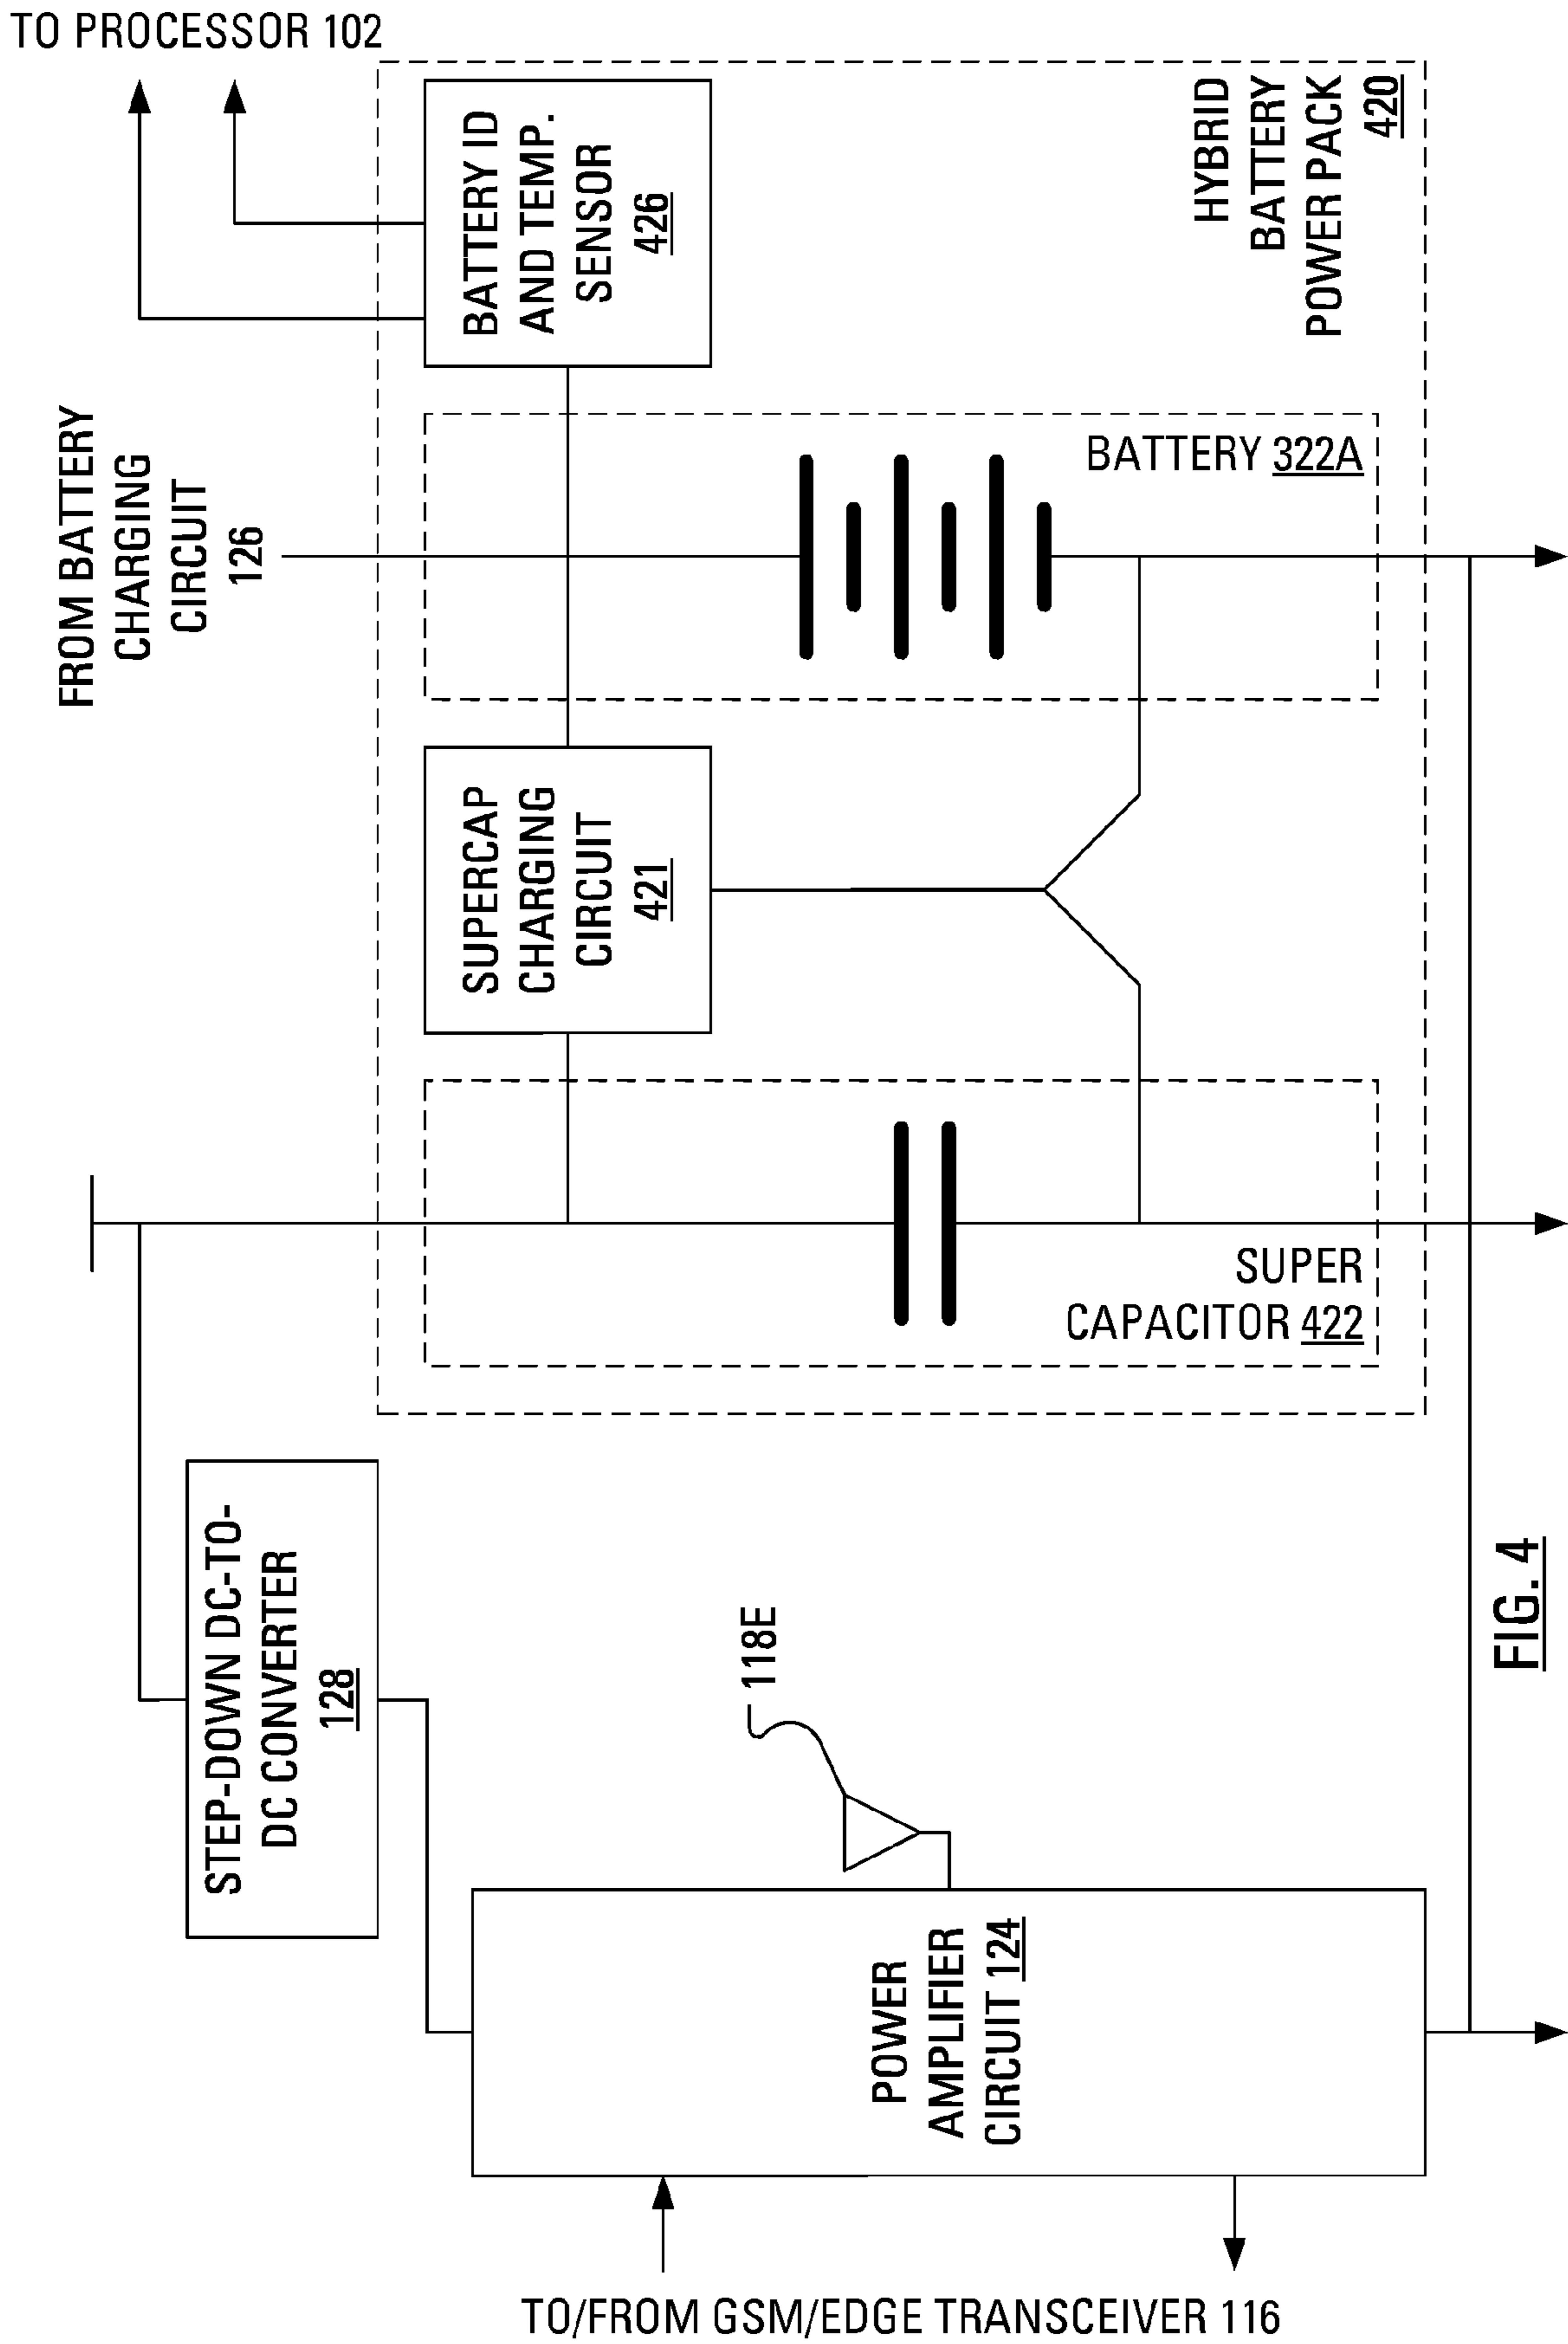 TO PROCESSOR 102
FROM BATTERY
CHARGING
CIRCUIT
126
STEP-DOWN DC-TO-
DC CONVERTER
128
SUPERCAP
CHARGING
CIRCUIT
421
BATTERY ID
AND TEMP.
SENSOR
426
118E
POWER
AMPLIFIER
CIRCUIT 124
SUPER
CAPACITOR 422
BATTERY 322A
HYBRID
BATTERY
POWER PACK
420
TO/FROM GSM/EDGE TRANSCEIVER 116
FIG. 4